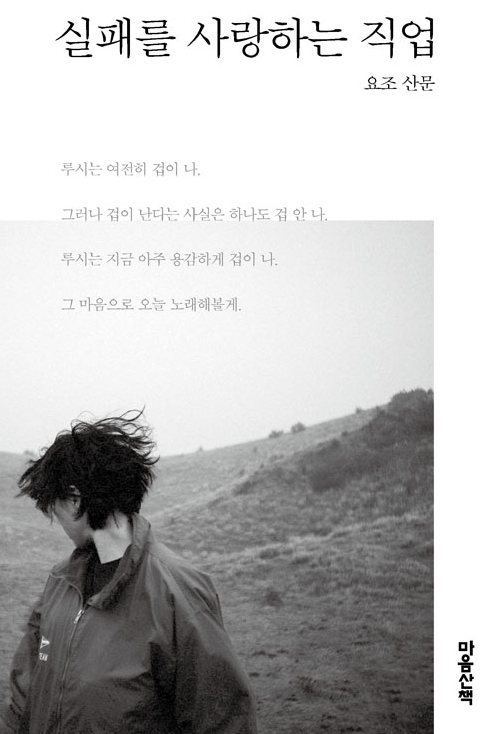 실패를 사랑하는 직업
요조 산문
루시는 여전히 겁이 나.
그러나 겁이 난다는 사실은 하나도 겁 안 나.
루시는 지금 아주 용감하게 겁이 나.
그 마음으로 오늘 노래해볼게.
마음산책